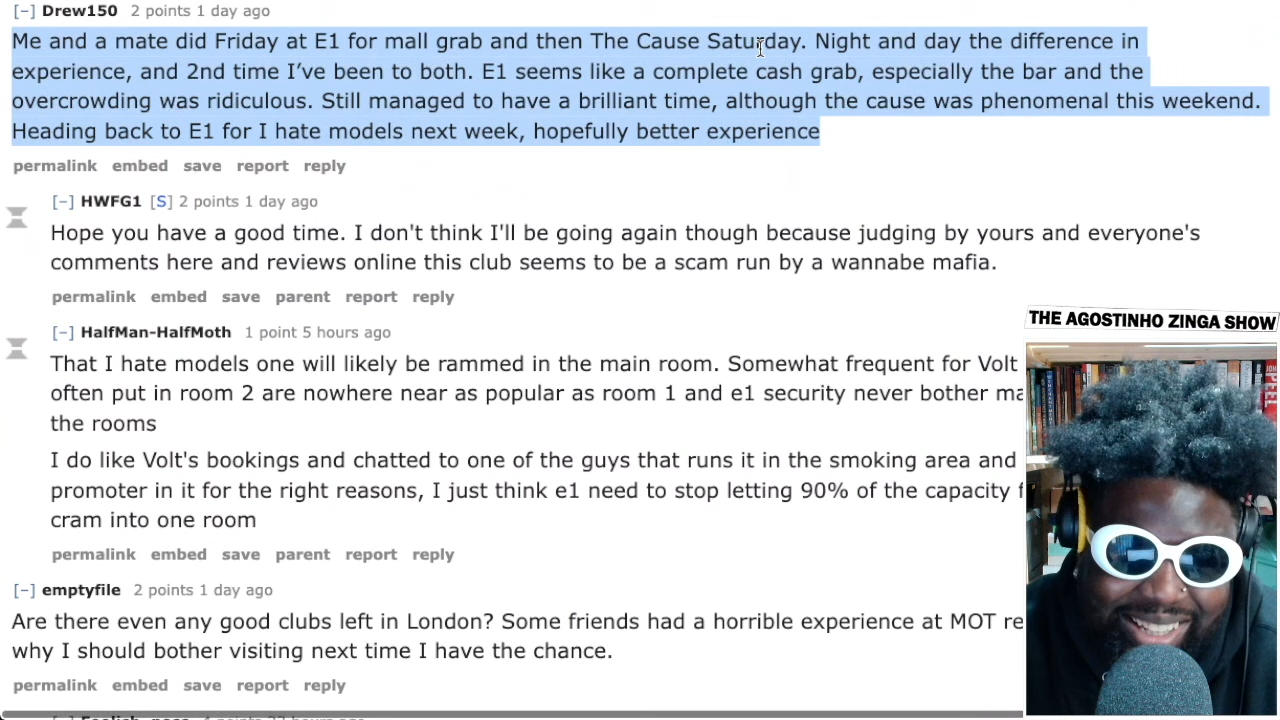 [–] Drew150 2 points 1 day ago
Me and a mate did Friday at E1 for mall grab and then The Cause Saturday. Night and day the difference in
experience, and 2nd time I've been to both. E1 seems like a complete cash grab, especially the bar and the
overcrowding was ridiculous. Still managed to have a brilliant time, although the cause was phenomenal this weekend.
Heading back to E1 for I hate models next week, hopefully better experience
permalink embed save report reply
[–] HWFG1 [S] 2 points 1 day ago
Hope you have a good time. I don't think I'll be going again though because judging by yours and everyone's
comments here and reviews online this club seems to be a scam run by a wannabe mafia.
permalink embed save parent report reply
[–] HalfMan-HalfMoth 1 point 5 hours ago
That I hate models one will likely be rammed in the main room. Somewhat frequent for Volt
often put in room 2 are nowhere near as popular as room 1 and e1 security never bother ma
the rooms
I do like Volt's bookings and chatted to one of the guys that runs it in the smoking area and
promoter in it for the right reasons, I just think e1 need to stop letting 90% of the capacity f
cram into one room
permalink embed save parent report reply
[–] emptyfile 2 points 1 day ago
Are there even any good clubs left in London? Some friends had a horrible experience at MOT re
why I should bother visiting next time I have the chance.
permalink embed save report reply
THE AGOSTINHO ZINGA SHOW